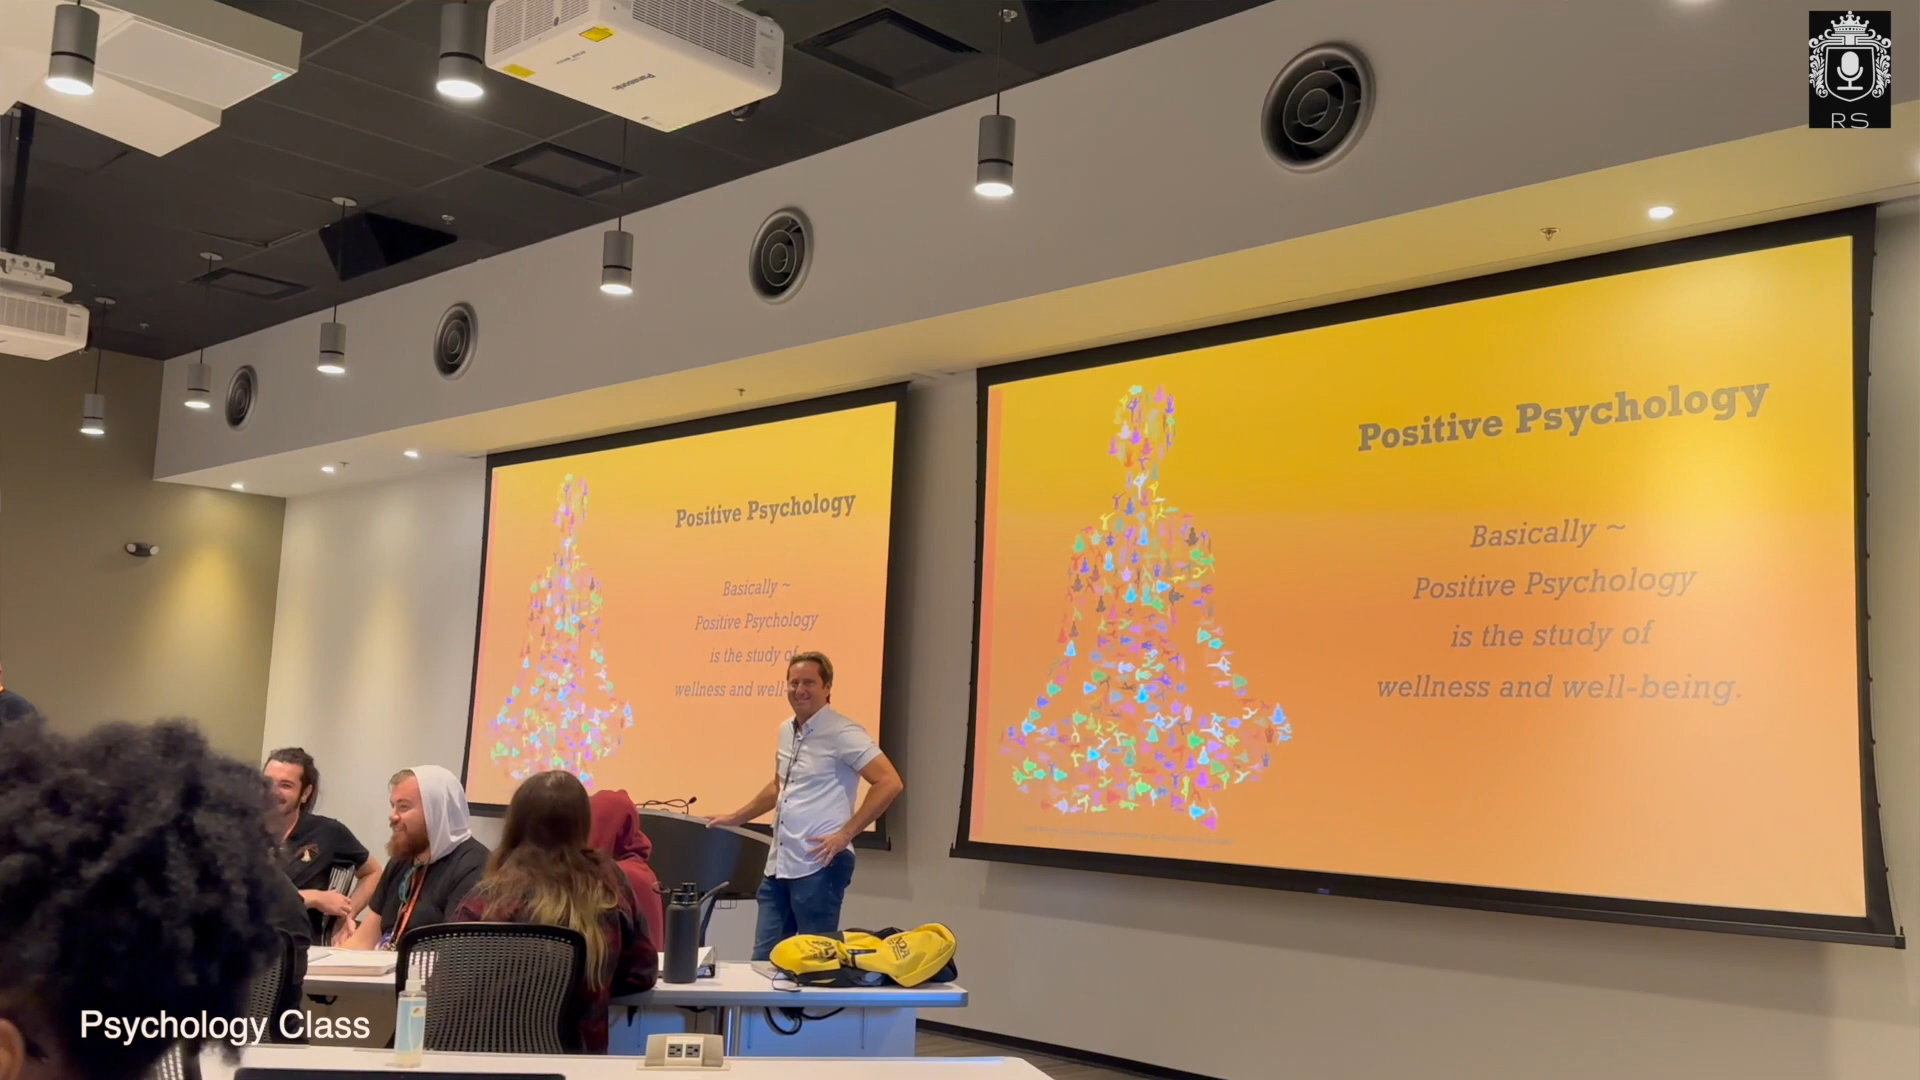 Panasonic
RS
Positive Psychology
Basically ~
Positive Psychology
is the study of
wellness and well-
Positive Psychology
Basically ~
Positive Psychology
is the study of
wellness and well-being.
Psychology Class